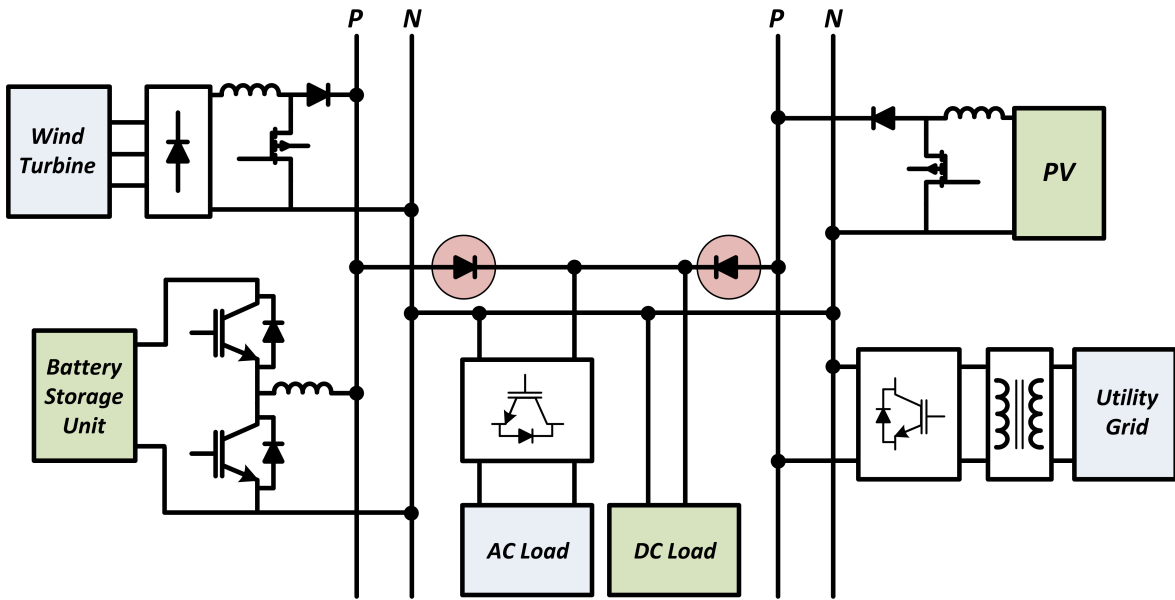 P N
P N
Wind
Turbine
PV
Battery
Storage
Unit
Utility
Grid
AC Load
DC Load